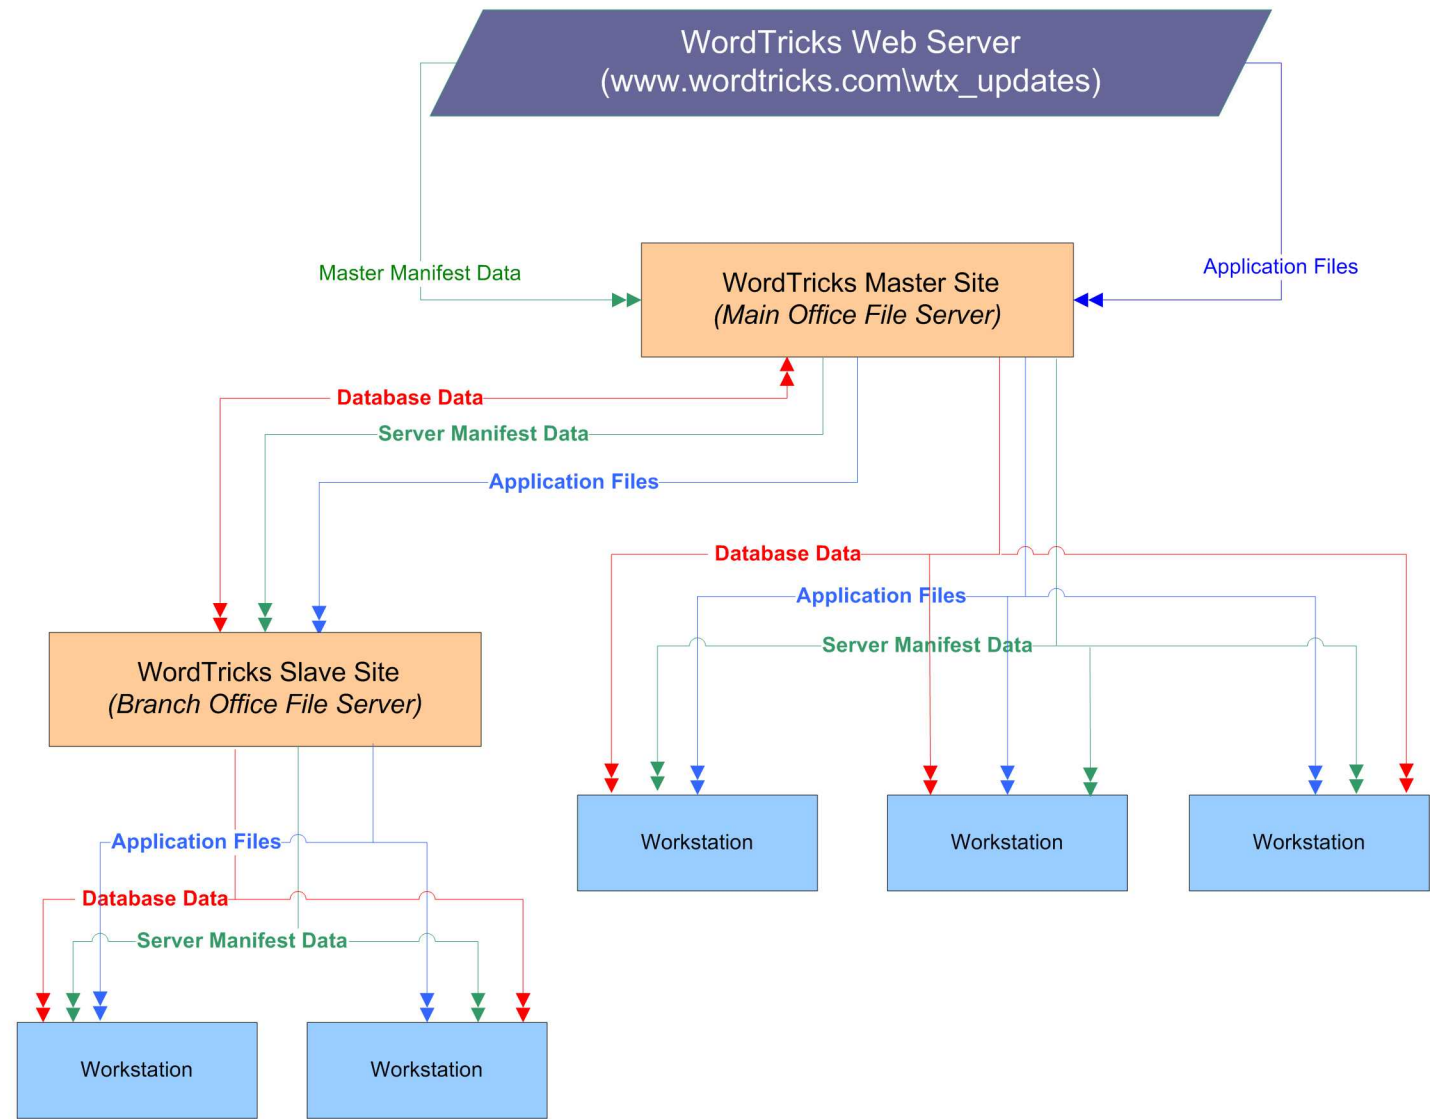 WordTricks Web Server
(www.wordtricks.com\wtx_updates)
Master Manifest Data
Application Files
WordTricks Master Site
(Main Office File Server)
Database Data
Server Manifest Data
Application Files
Database Data
Application Files
Server Manifest Data
WordTricks Slave Site
(Branch Office File Server)
Workstation
Workstation
Workstation
Application Files
Database Data
Server Manifest Data
Workstation
Workstation